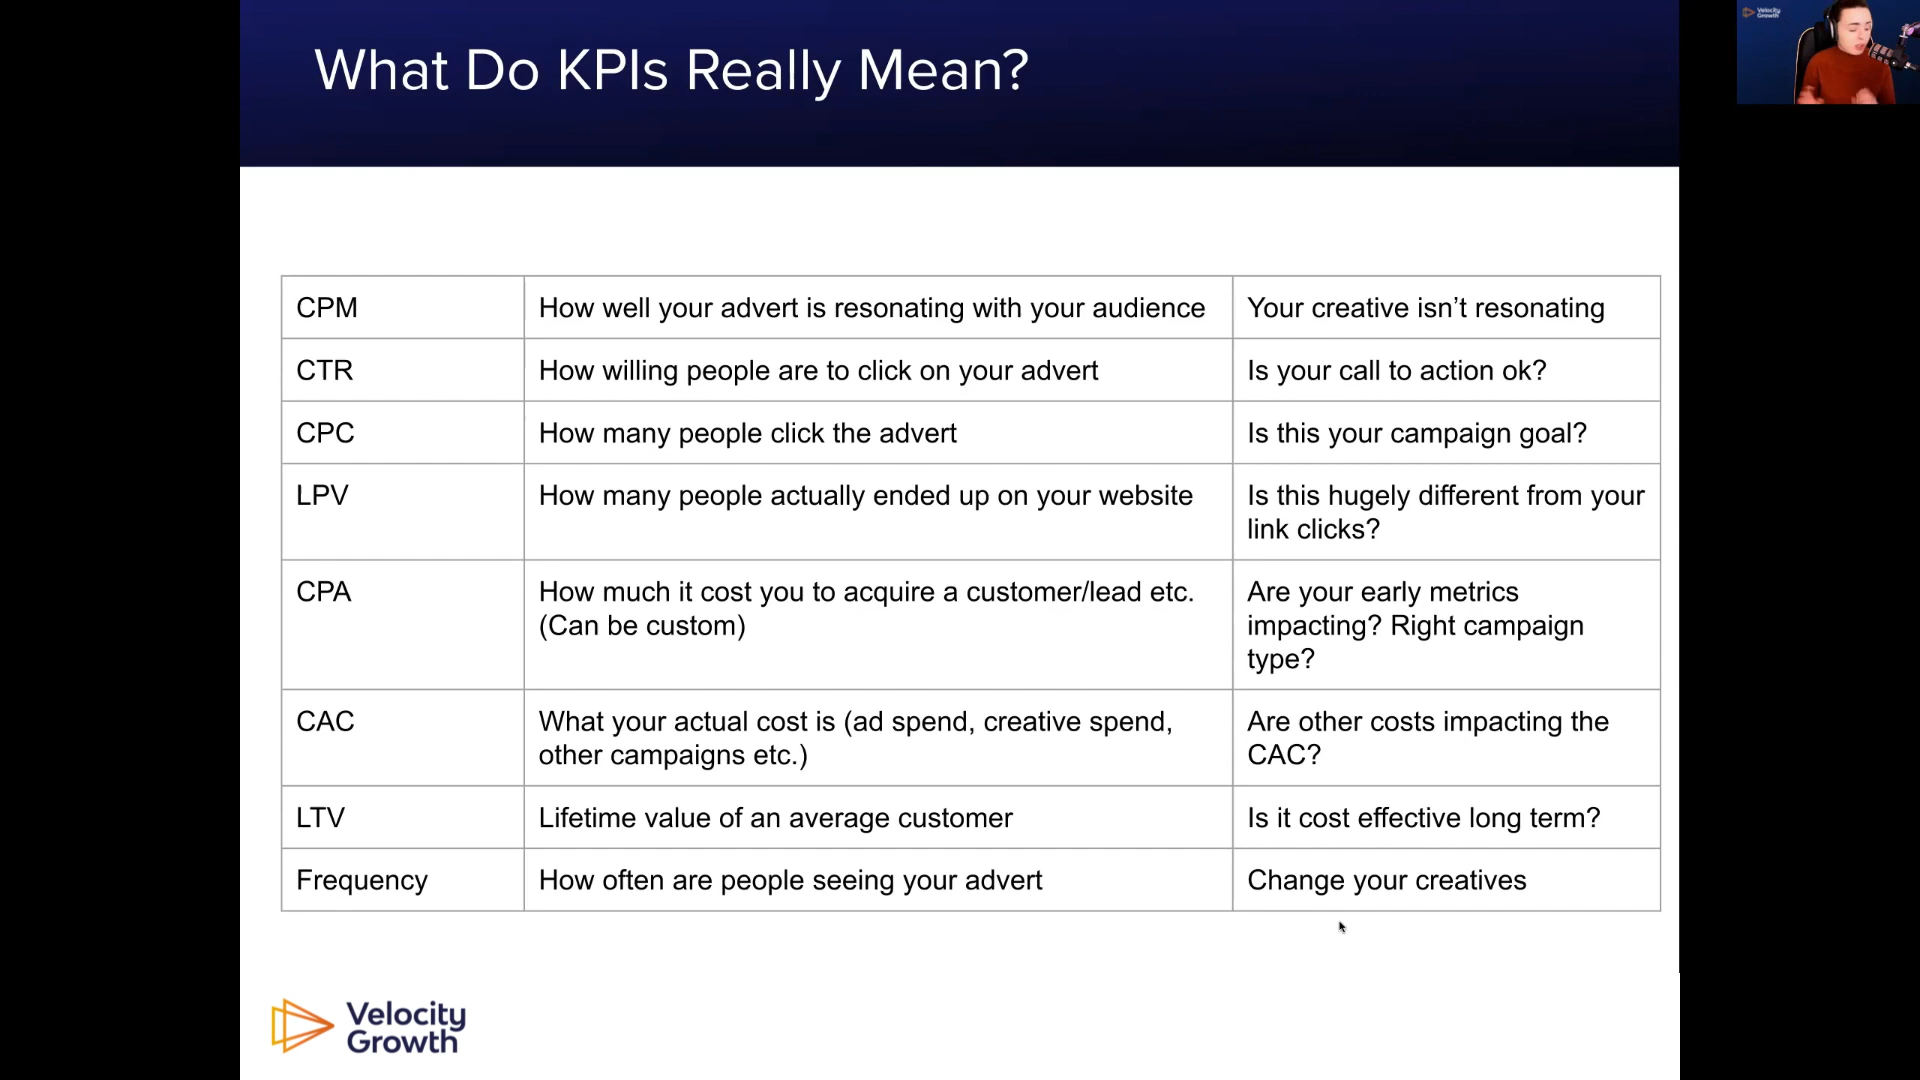 What Do KPIs Really Mean?
Velocity
Growth
CPM
How well your advert is resonating with your audience
Your creative isn’t resonating
CTR
How willing people are to click on your advert
Is your call to action ok?
CPC
How many people click the advert
Is this your campaign goal?
LPV
How many people actually ended up on your website
Is this hugely different from your
link clicks?
CPA
How much it cost you to acquire a customer/lead etc.
(Can be custom)
Are your early metrics
impacting? Right campaign
type?
CAC
What your actual cost is (ad spend, creative spend,
other campaigns etc.)
Are other costs impacting the
CAC?
LTV
Lifetime value of an average customer
Is it cost effective long term?
Frequency
How often are people seeing your advert
Change your creatives
Velocity
Growth